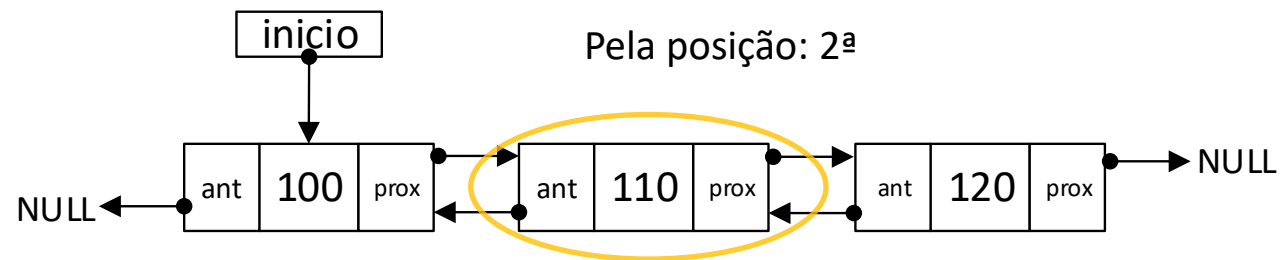 inicio
Pela posição: 2ª
NULL ant 100 prox ant 110 prox ant 120 prox NULL